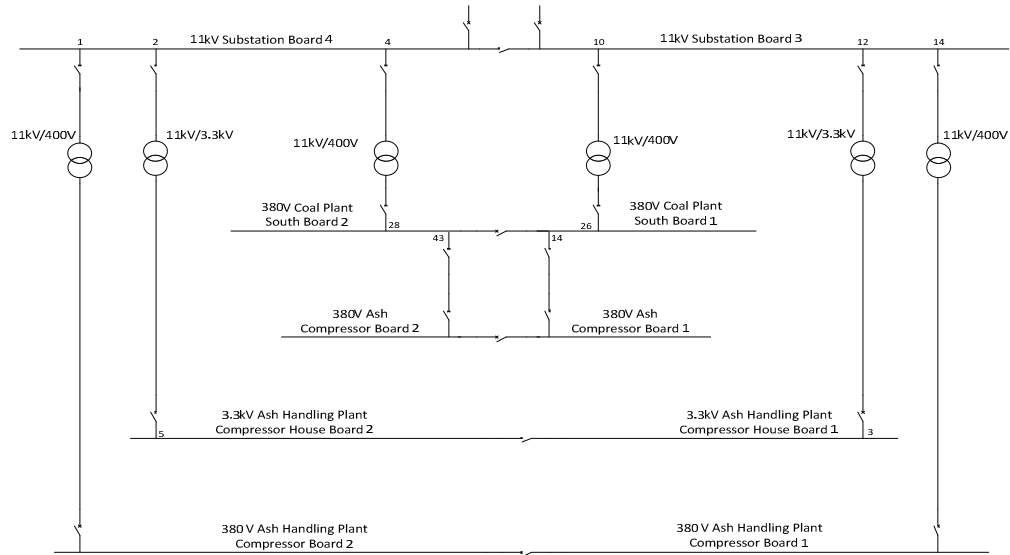 1 2 11kV Substation Board 4 4 10 11kV Substation Board 3 12 14
11kV/400V 11kV/3.3kV 11kV/400V 11kV/400V 11kV/3.3kV 11kV/400V
380V Coal Plant
South Board 2
380V Coal Plant
South Board 1
28 26
43 14
380V Ash
Compressor Board 2
380V Ash
Compressor Board 1
3.3kV Ash Handling Plant
Compressor House Board 2
3.3kV Ash Handling Plant
Compressor House Board 1
5 3
380 V Ash Handling Plant
Compressor Board 2
380 V Ash Handling Plant
Compressor Board 1